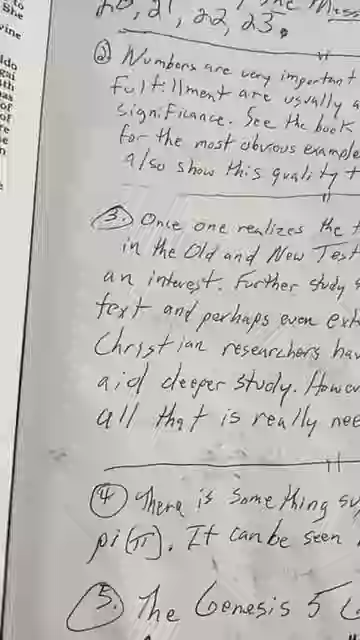 20, 21, 22, 23.
② Numbers are very important
Fulfillment are usually
significance. See the book
for the most obvious example
also show this quality
③. Once one realizes the
in the Old and New Test
an interest. Further study
text and perhaps even ext
Christian researchers hav
aid deeper study. Howev
all that is really nee
④ There is something su
pi (π). It can be seen
⑤. The Genesis 5